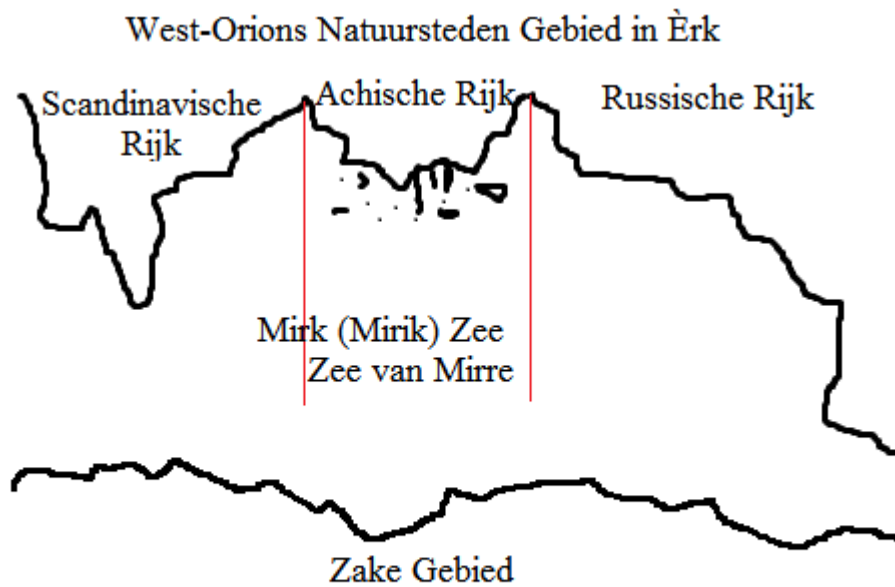 West-Orions Natuursteden Gebied in Èrk
Scandinavische
Rijk
Achische Rijk
Russische Rijk
Mirk (Mirik) Zee
Zee van Mirre
Zake Gebied